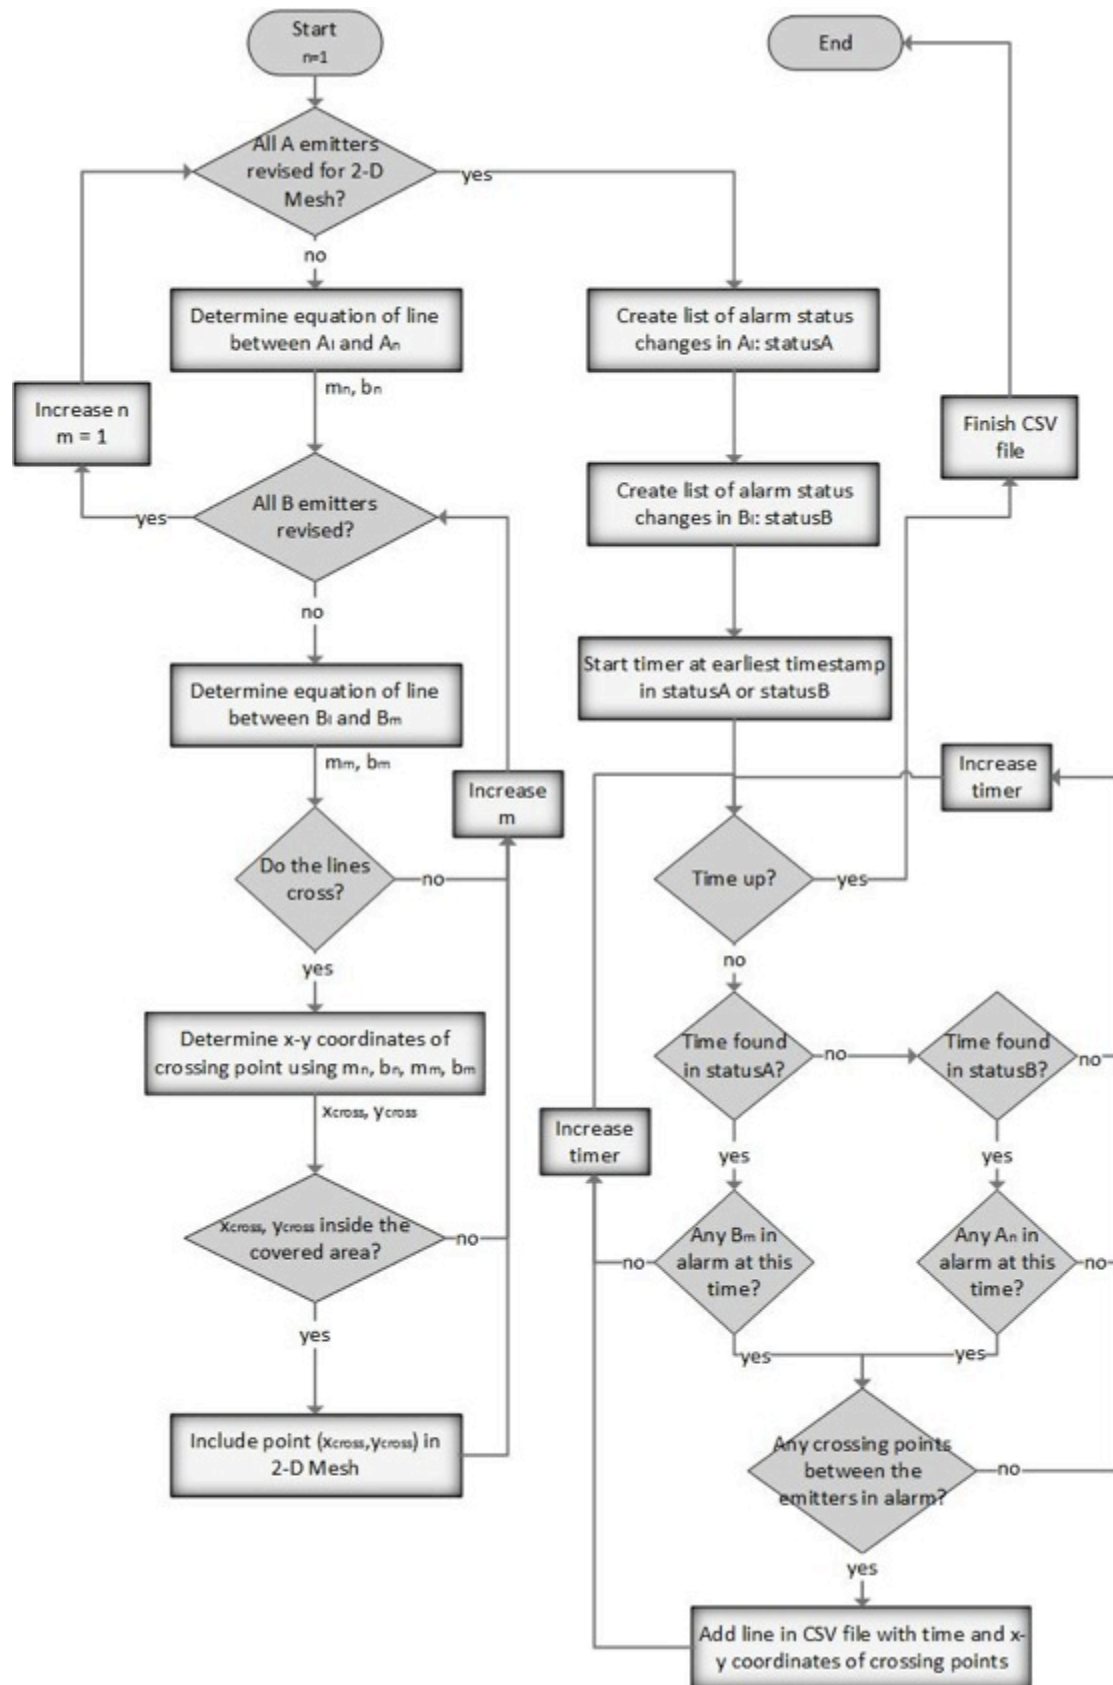 Start
n=1
All A emitters
revised for 2-D
Mesh?
yes
no
Determine equation of line
between Aı and Aₙ
mₙ, bₙ
Increase n
m = 1
All B emitters
revised?
yes
no
Determine equation of line
between Bı and Bₘ
mₘ, bₘ
Increase
m
Do the lines
cross?
no
yes
Determine x-y coordinates of
crossing point using mₙ, bₙ, mₘ, bₘ
xcross, ycross
xcross, ycross inside the
covered area?
no
yes
Include point (xcross,ycross) in
2-D Mesh
End
Create list of alarm status
changes in Aı: statusA
Finish CSV
file
Create list of alarm status
changes in Bı: statusB
Start timer at earliest timestamp
in statusA or statusB
Increase
timer
Time up?
yes
no
Time found
in statusA?
no
Time found
in statusB?
no
Increase
timer
yes
yes
Any Bₘ in
alarm at this
time?
no
Any Aₙ in
alarm at this
time?
no
yes
yes
Any crossing points
between the
emitters in alarm?
no
yes
Add line in CSV file with time and x-
y coordinates of crossing points